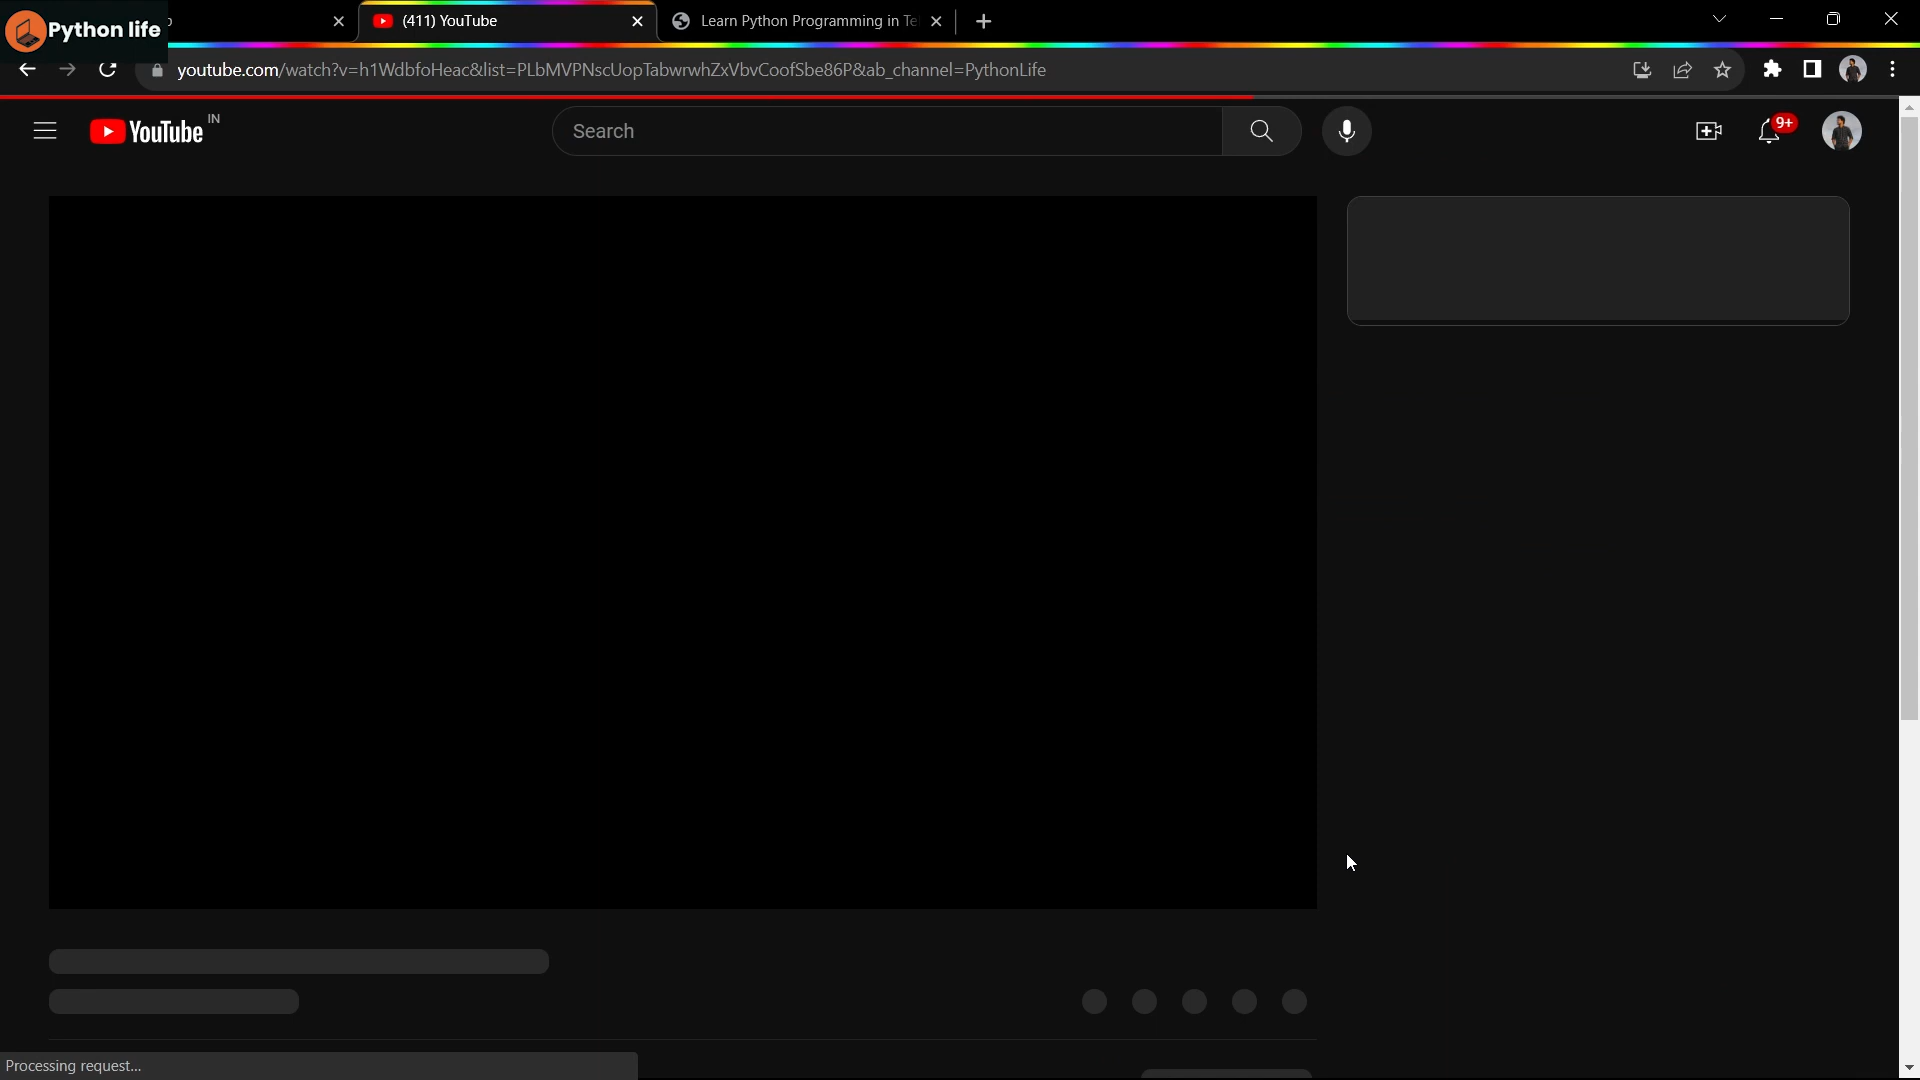 Python life
(411) YouTube
Learn Python Programming in Te
youtube.com/watch?v=h1WdbfoHeac&list=PLbMVPNscUopTabwrwhZxVbvCoofSbe86P&ab_channel=PythonLife
YouTube IN
Search
9+
Processing request...